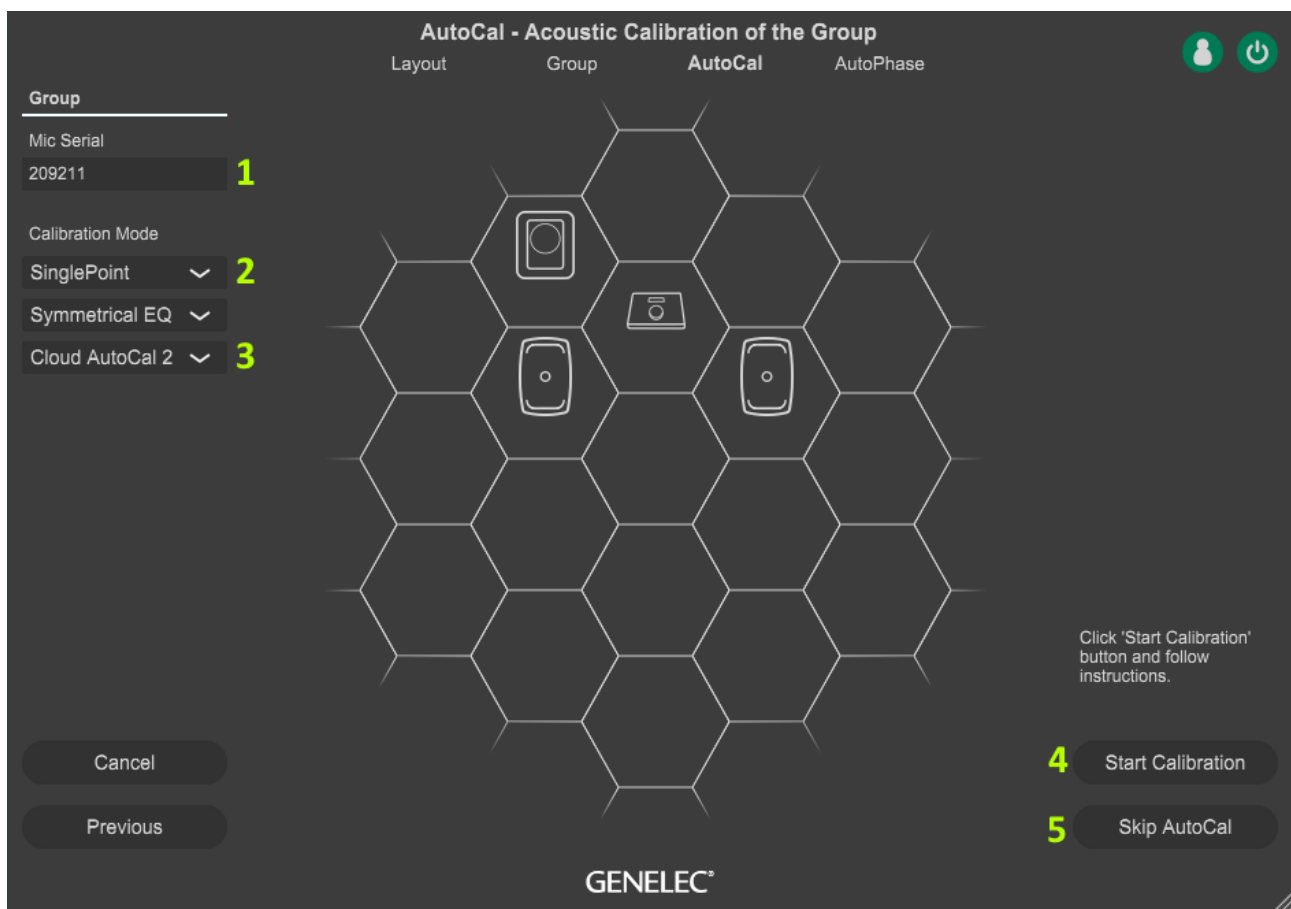 AutoCal - Acoustic Calibration of the Group
Layout Group AutoCal AutoPhase
Group
Mic Serial
209211 1
Calibration Mode
SinglePoint 2
Symmetrical EQ
Cloud AutoCal 2 3
Click 'Start Calibration'
button and follow
instructions.
Cancel
4 Start Calibration
Previous
5 Skip AutoCal
GENELEC®